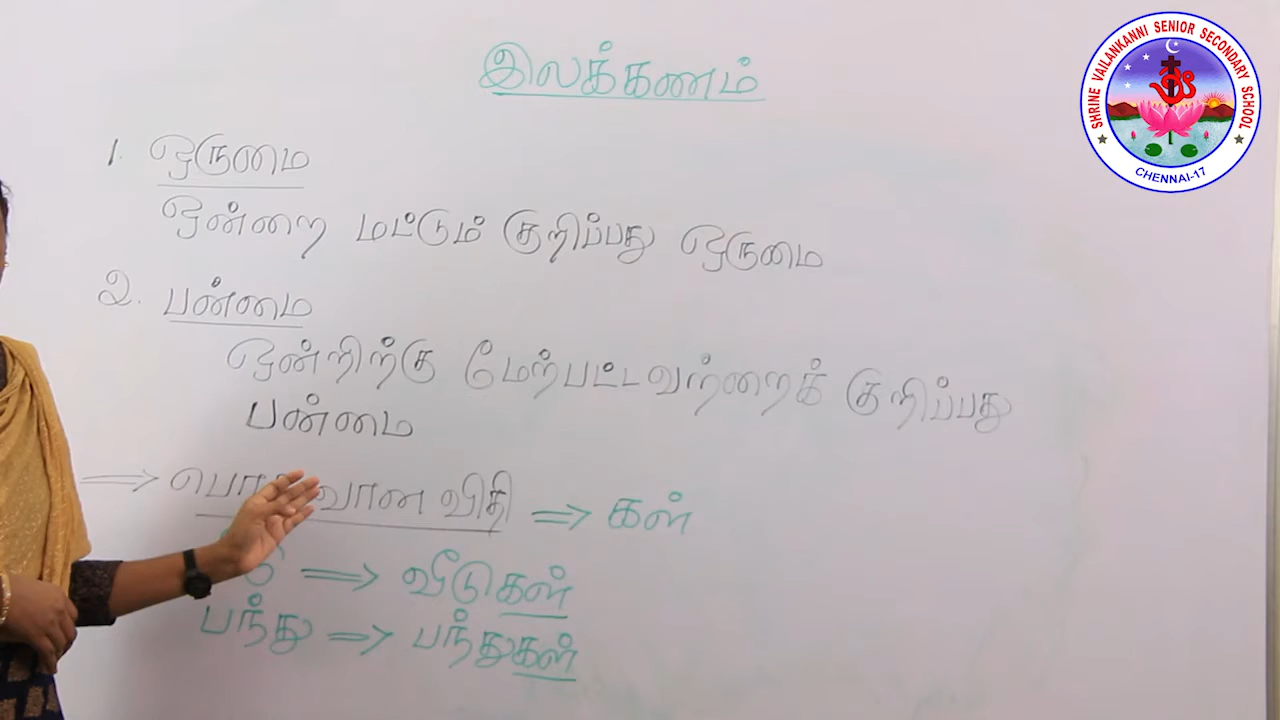 இலக்கணம்
1. ஒருமை
ஒன்றை மட்டும் குறிப்பது ஒருமை
2. பன்மை
ஒன்றிற்கு மேற்பட்டவற்றைக் குறிப்பது
பன்மை
⇒ விதி ⇒ கள்
⇒ வீடுகள்
பந்து ⇒ பந்துகள்
SHRINE VAILANKANNI SENIOR SECONDARY SCHOOL
CHENNAI-17